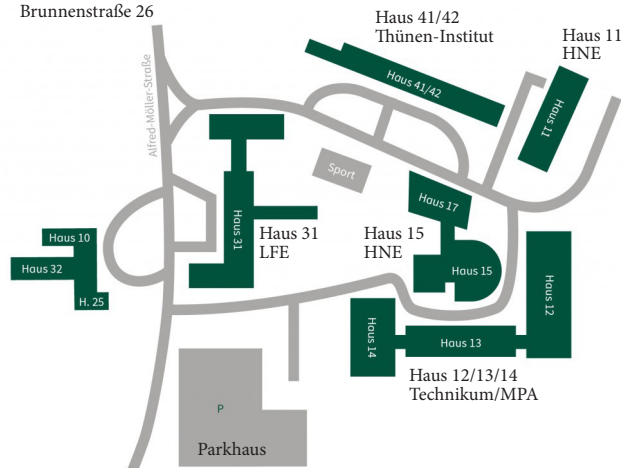 Brunnenstraße 26
Haus 41/42
Thünen-Institut
Haus 11
HNE
Haus 41/42
Haus 11
Alfred-Möller-Straße
Sport
Haus 17
Haus 31
Haus 31
LFE
Haus 15
HNE
Haus 15
Haus 10
Haus 32
H. 25
Haus 12
Haus 14
Haus 13
Haus 12/13/14
Technikum/MPA
P
Parkhaus